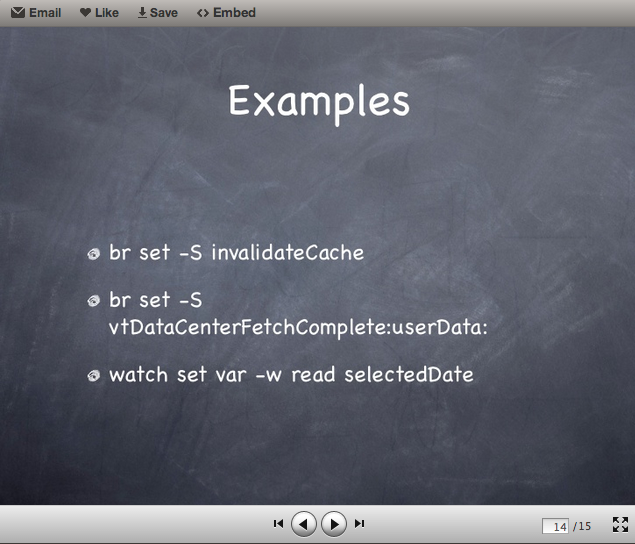 Email Like Save <> Embed
Examples
br set -S invalidateCache
br set -S
vtDataCenterFetchComplete:userData:
watch set var -w read selectedDate
14 /15